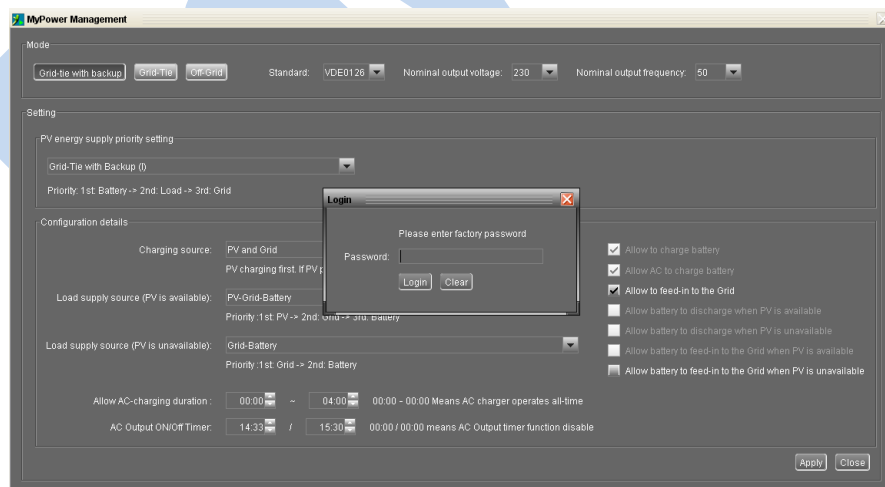 MyPower Management
Mode
Grid-tie with backup Grid-Tie Off-Grid Standard: VDE0126 Nominal output voltage: 230 Nominal output frequency: 50
Setting
PV energy supply priority setting
Grid-Tie with Backup (I)
Priority: 1st: Battery -> 2nd: Load -> 3rd: Grid
Login
Please enter factory password
Password:
Login Clear
Configuration details
Charging source: PV and Grid
PV charging first. If PV
Load supply source (PV is available): PV-Grid-Battery
Priority :1st: PV -> 2nd: Grid -> 3rd: Battery
Load supply source (PV is unavailable): Grid-Battery
Priority :1st: Grid -> 2nd: Battery
Allow AC-charging duration : 00:00 ~ 04:00 00:00 - 00:00 Means AC charger operates all-time
AC Output ON/Off Timer: 14:33 / 15:30 00:00 / 00:00 means AC Output timer function disable
Allow to charge battery
Allow AC to charge battery
Allow to feed-in to the Grid
Allow battery to discharge when PV is available
Allow battery to discharge when PV is unavailable
Allow battery to feed-in to the Grid when PV is available
Allow battery to feed-in to the Grid when PV is unavailable
Apply Close